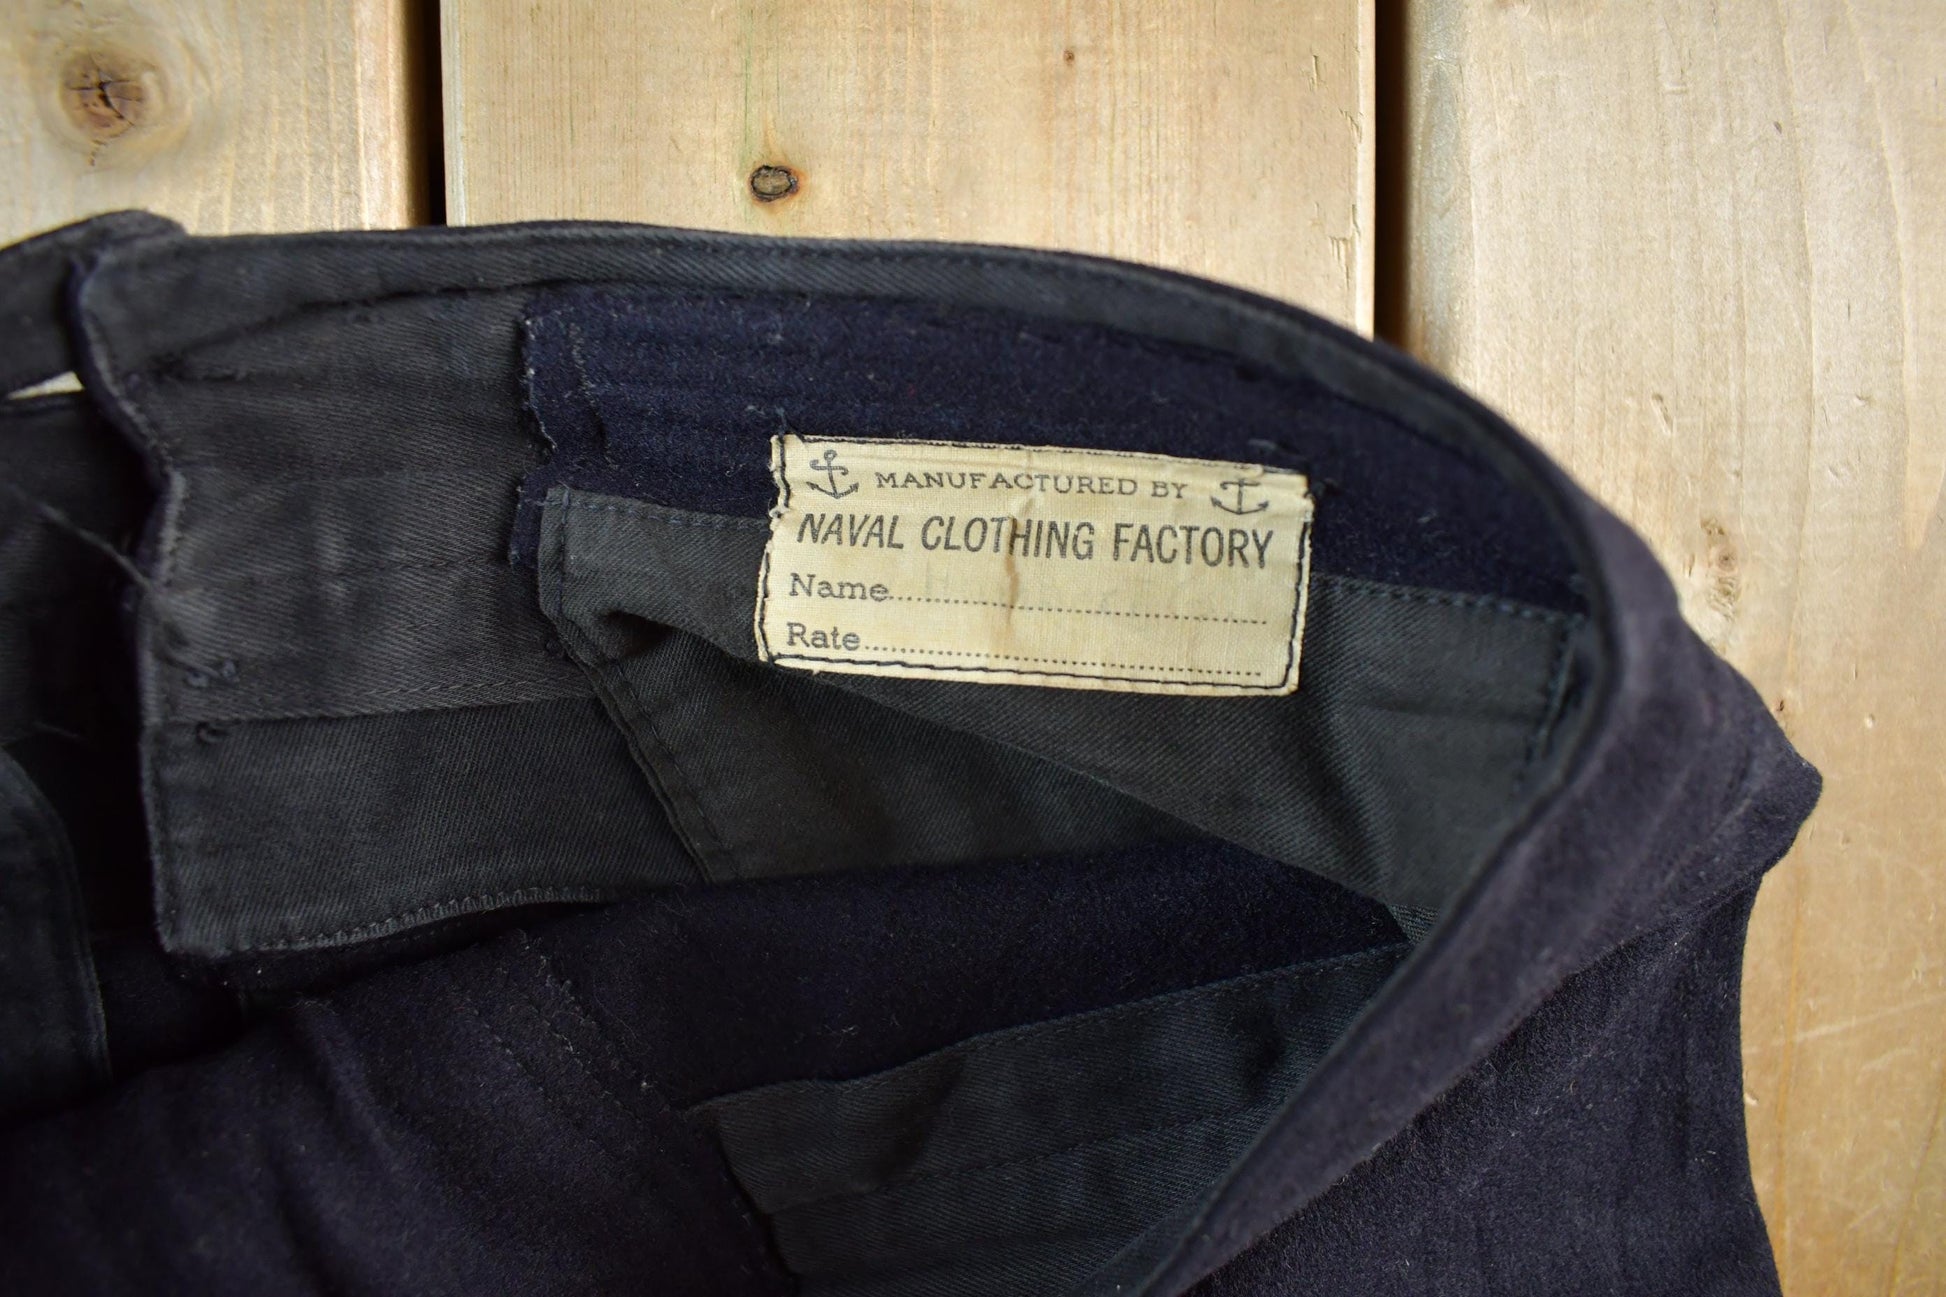 MANUFACTURED BY
NAVAL CLOTHING FACTORY
Name..........
Rate..........